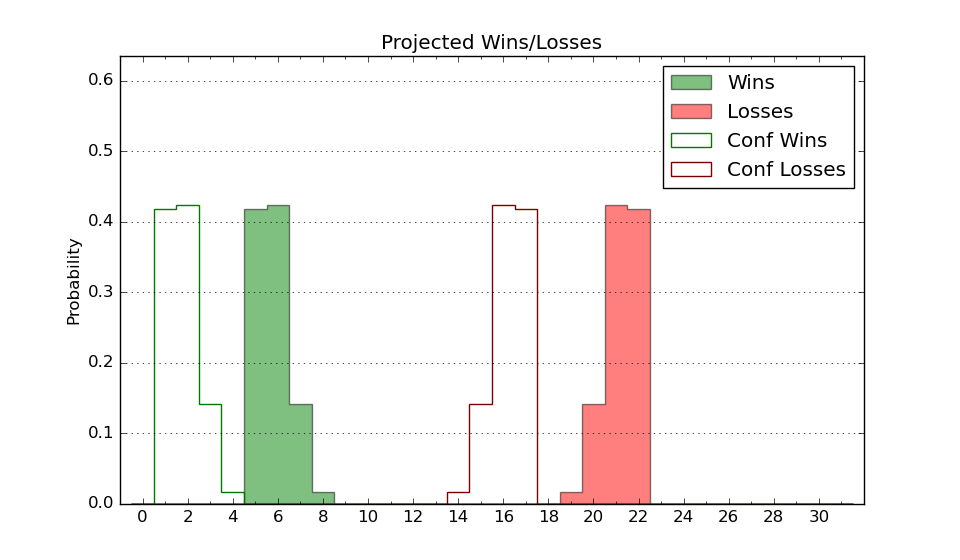 Projected Wins/Losses
Wins
Losses
Conf Wins
Conf Losses
Probability
0.6
0.5
0.4
0.3
0.2
0.1
0.0
0 2 4 6 8 10 12 14 16 18 20 22 24 26 28 30